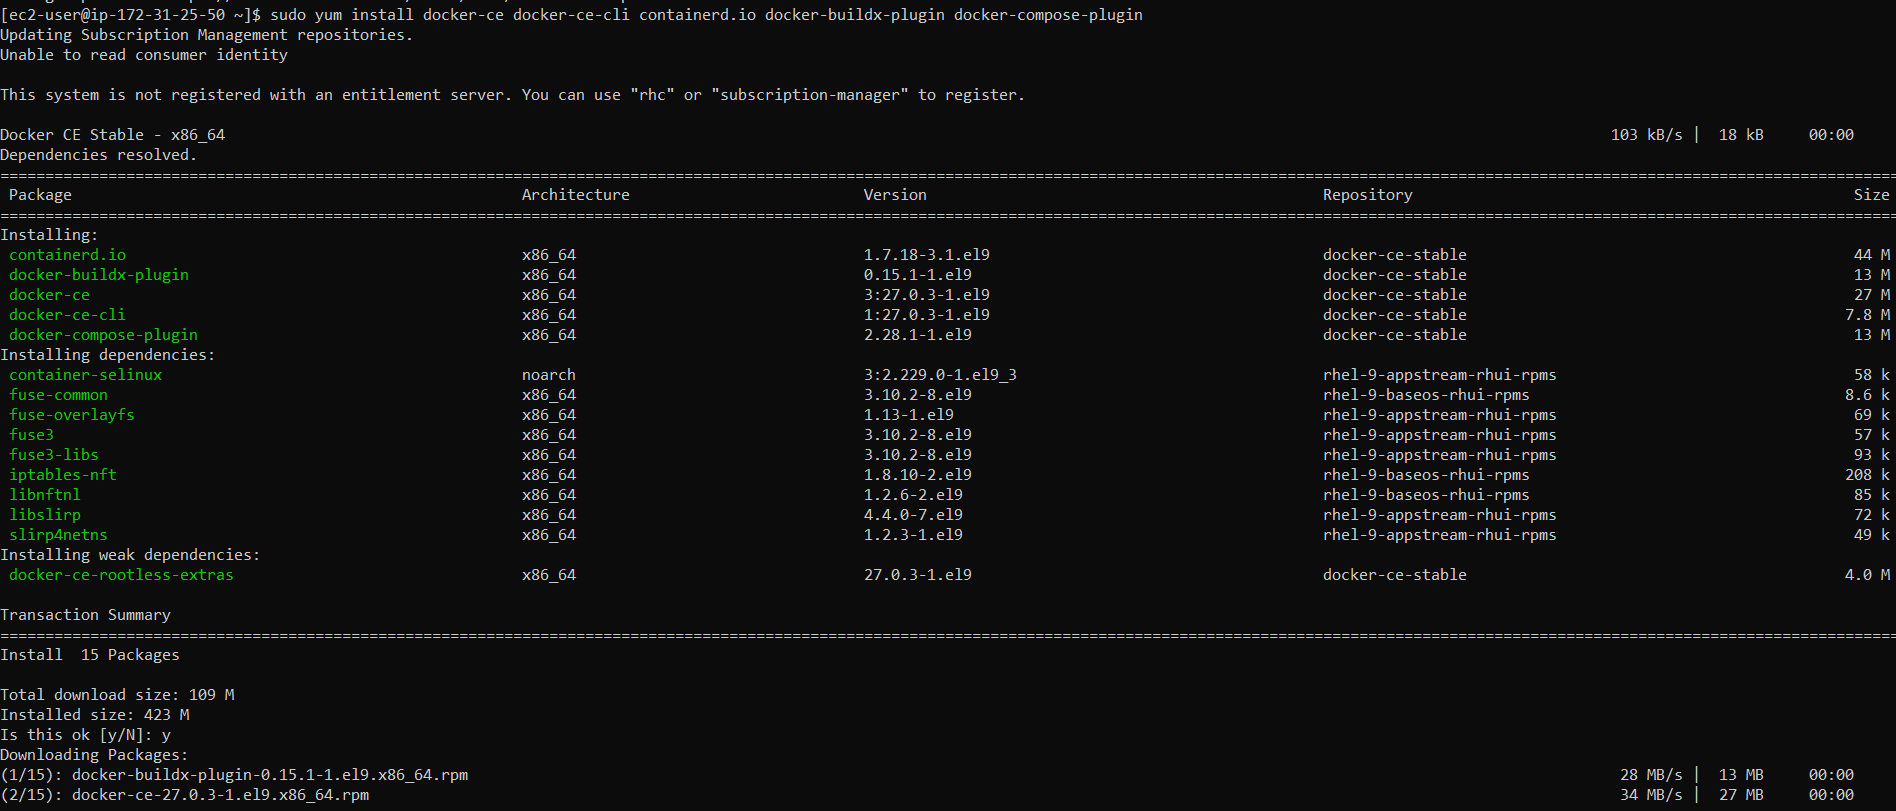 [ec2-user@ip-172-31-25-50 ~]$ sudo yum install docker-ce docker-ce-cli containerd.io docker-buildx-plugin docker-compose-plugin
Updating Subscription Management repositories.
Unable to read consumer identity
This system is not registered with an entitlement server. You can use "rhc" or "subscription-manager" to register.
Docker CE Stable - x86_64 103 kB/s | 18 kB 00:00
Dependencies resolved.
================================================================================
Package Architecture Version Repository Size
================================================================================
Installing:
containerd.io x86_64 1.7.18-3.1.el9 docker-ce-stable 44 M
docker-buildx-plugin x86_64 0.15.1-1.el9 docker-ce-stable 13 M
docker-ce x86_64 3:27.0.3-1.el9 docker-ce-stable 27 M
docker-ce-cli x86_64 1:27.0.3-1.el9 docker-ce-stable 7.8 M
docker-compose-plugin x86_64 2.28.1-1.el9 docker-ce-stable 13 M
Installing dependencies:
container-selinux noarch 3:2.229.0-1.el9_3 rhel-9-appstream-rhui-rpms 58 k
fuse-common x86_64 3.10.2-8.el9 rhel-9-baseos-rhui-rpms 8.6 k
fuse-overlayfs x86_64 1.13-1.el9 rhel-9-appstream-rhui-rpms 69 k
fuse3 x86_64 3.10.2-8.el9 rhel-9-appstream-rhui-rpms 57 k
fuse3-libs x86_64 3.10.2-8.el9 rhel-9-appstream-rhui-rpms 93 k
iptables-nft x86_64 1.8.10-2.el9 rhel-9-baseos-rhui-rpms 208 k
libnftnl x86_64 1.2.6-2.el9 rhel-9-baseos-rhui-rpms 85 k
libslirp x86_64 4.4.0-7.el9 rhel-9-appstream-rhui-rpms 72 k
slirp4netns x86_64 1.2.3-1.el9 rhel-9-appstream-rhui-rpms 49 k
Installing weak dependencies:
docker-ce-rootless-extras x86_64 27.0.3-1.el9 docker-ce-stable 4.0 M
Transaction Summary
================================================================================
Install 15 Packages
Total download size: 109 M
Installed size: 423 M
Is this ok [y/N]: y
Downloading Packages:
(1/15): docker-buildx-plugin-0.15.1-1.el9.x86_64.rpm 28 MB/s | 13 MB 00:00
(2/15): docker-ce-27.0.3-1.el9.x86_64.rpm 34 MB/s | 27 MB 00:00